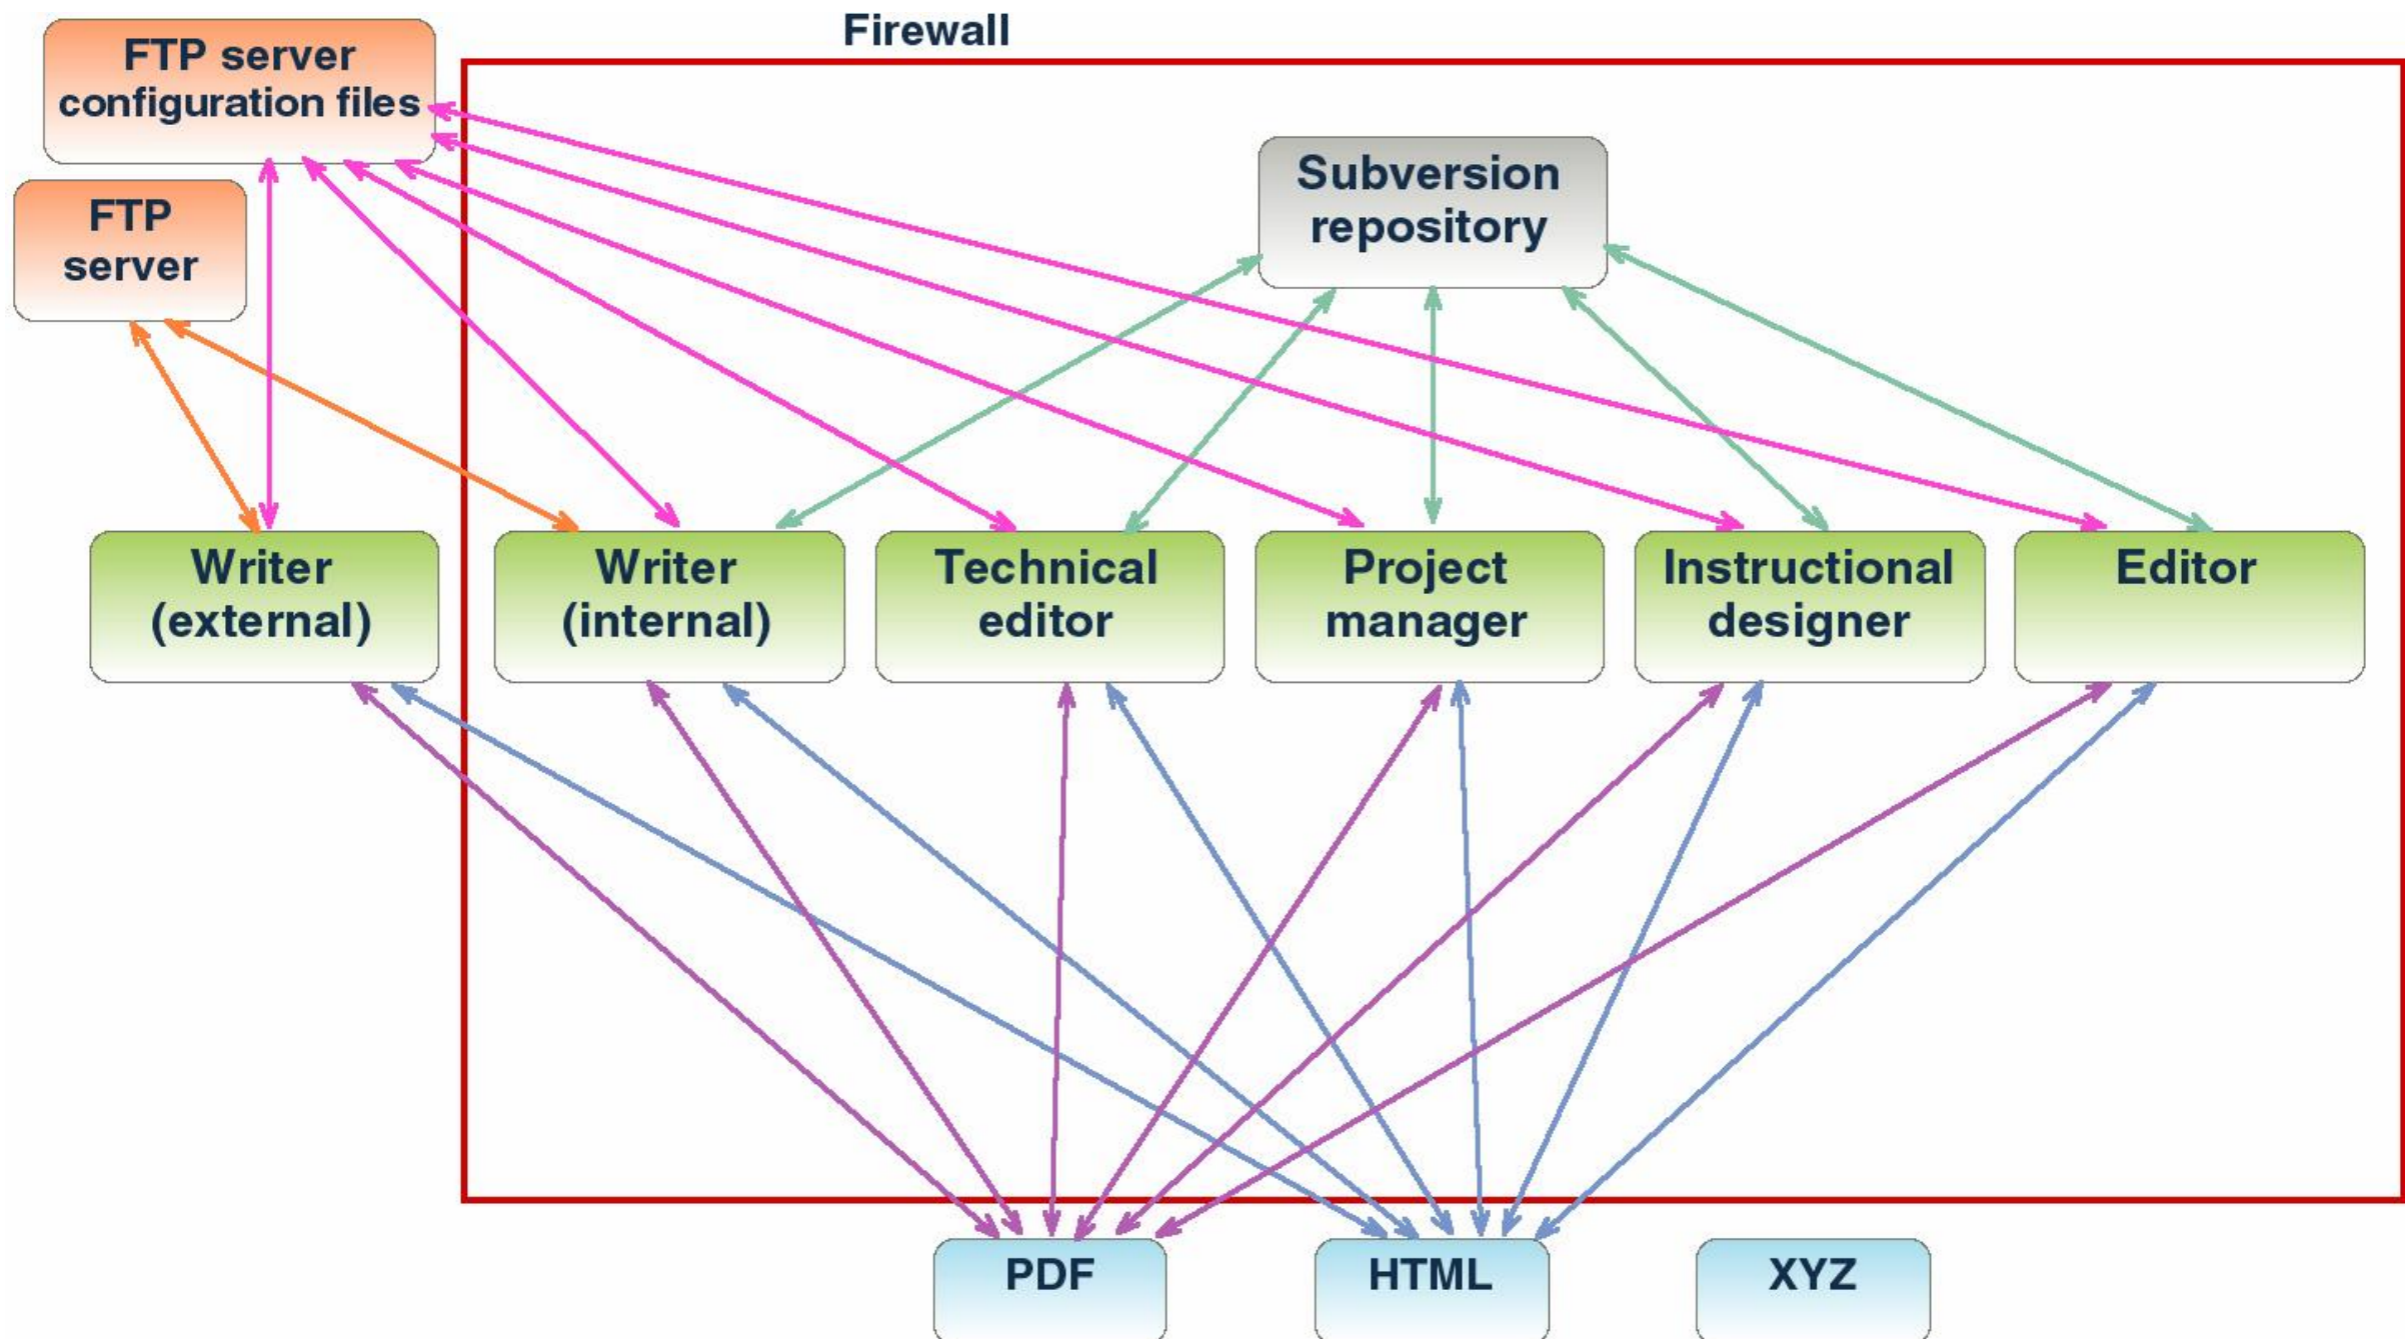 Firewall
FTP server
configuration files
Subversion
repository
FTP
server
Writer
(external)
Writer
(internal)
Technical
editor
Project
manager
Instructional
designer
Editor
PDF
HTML
XYZ